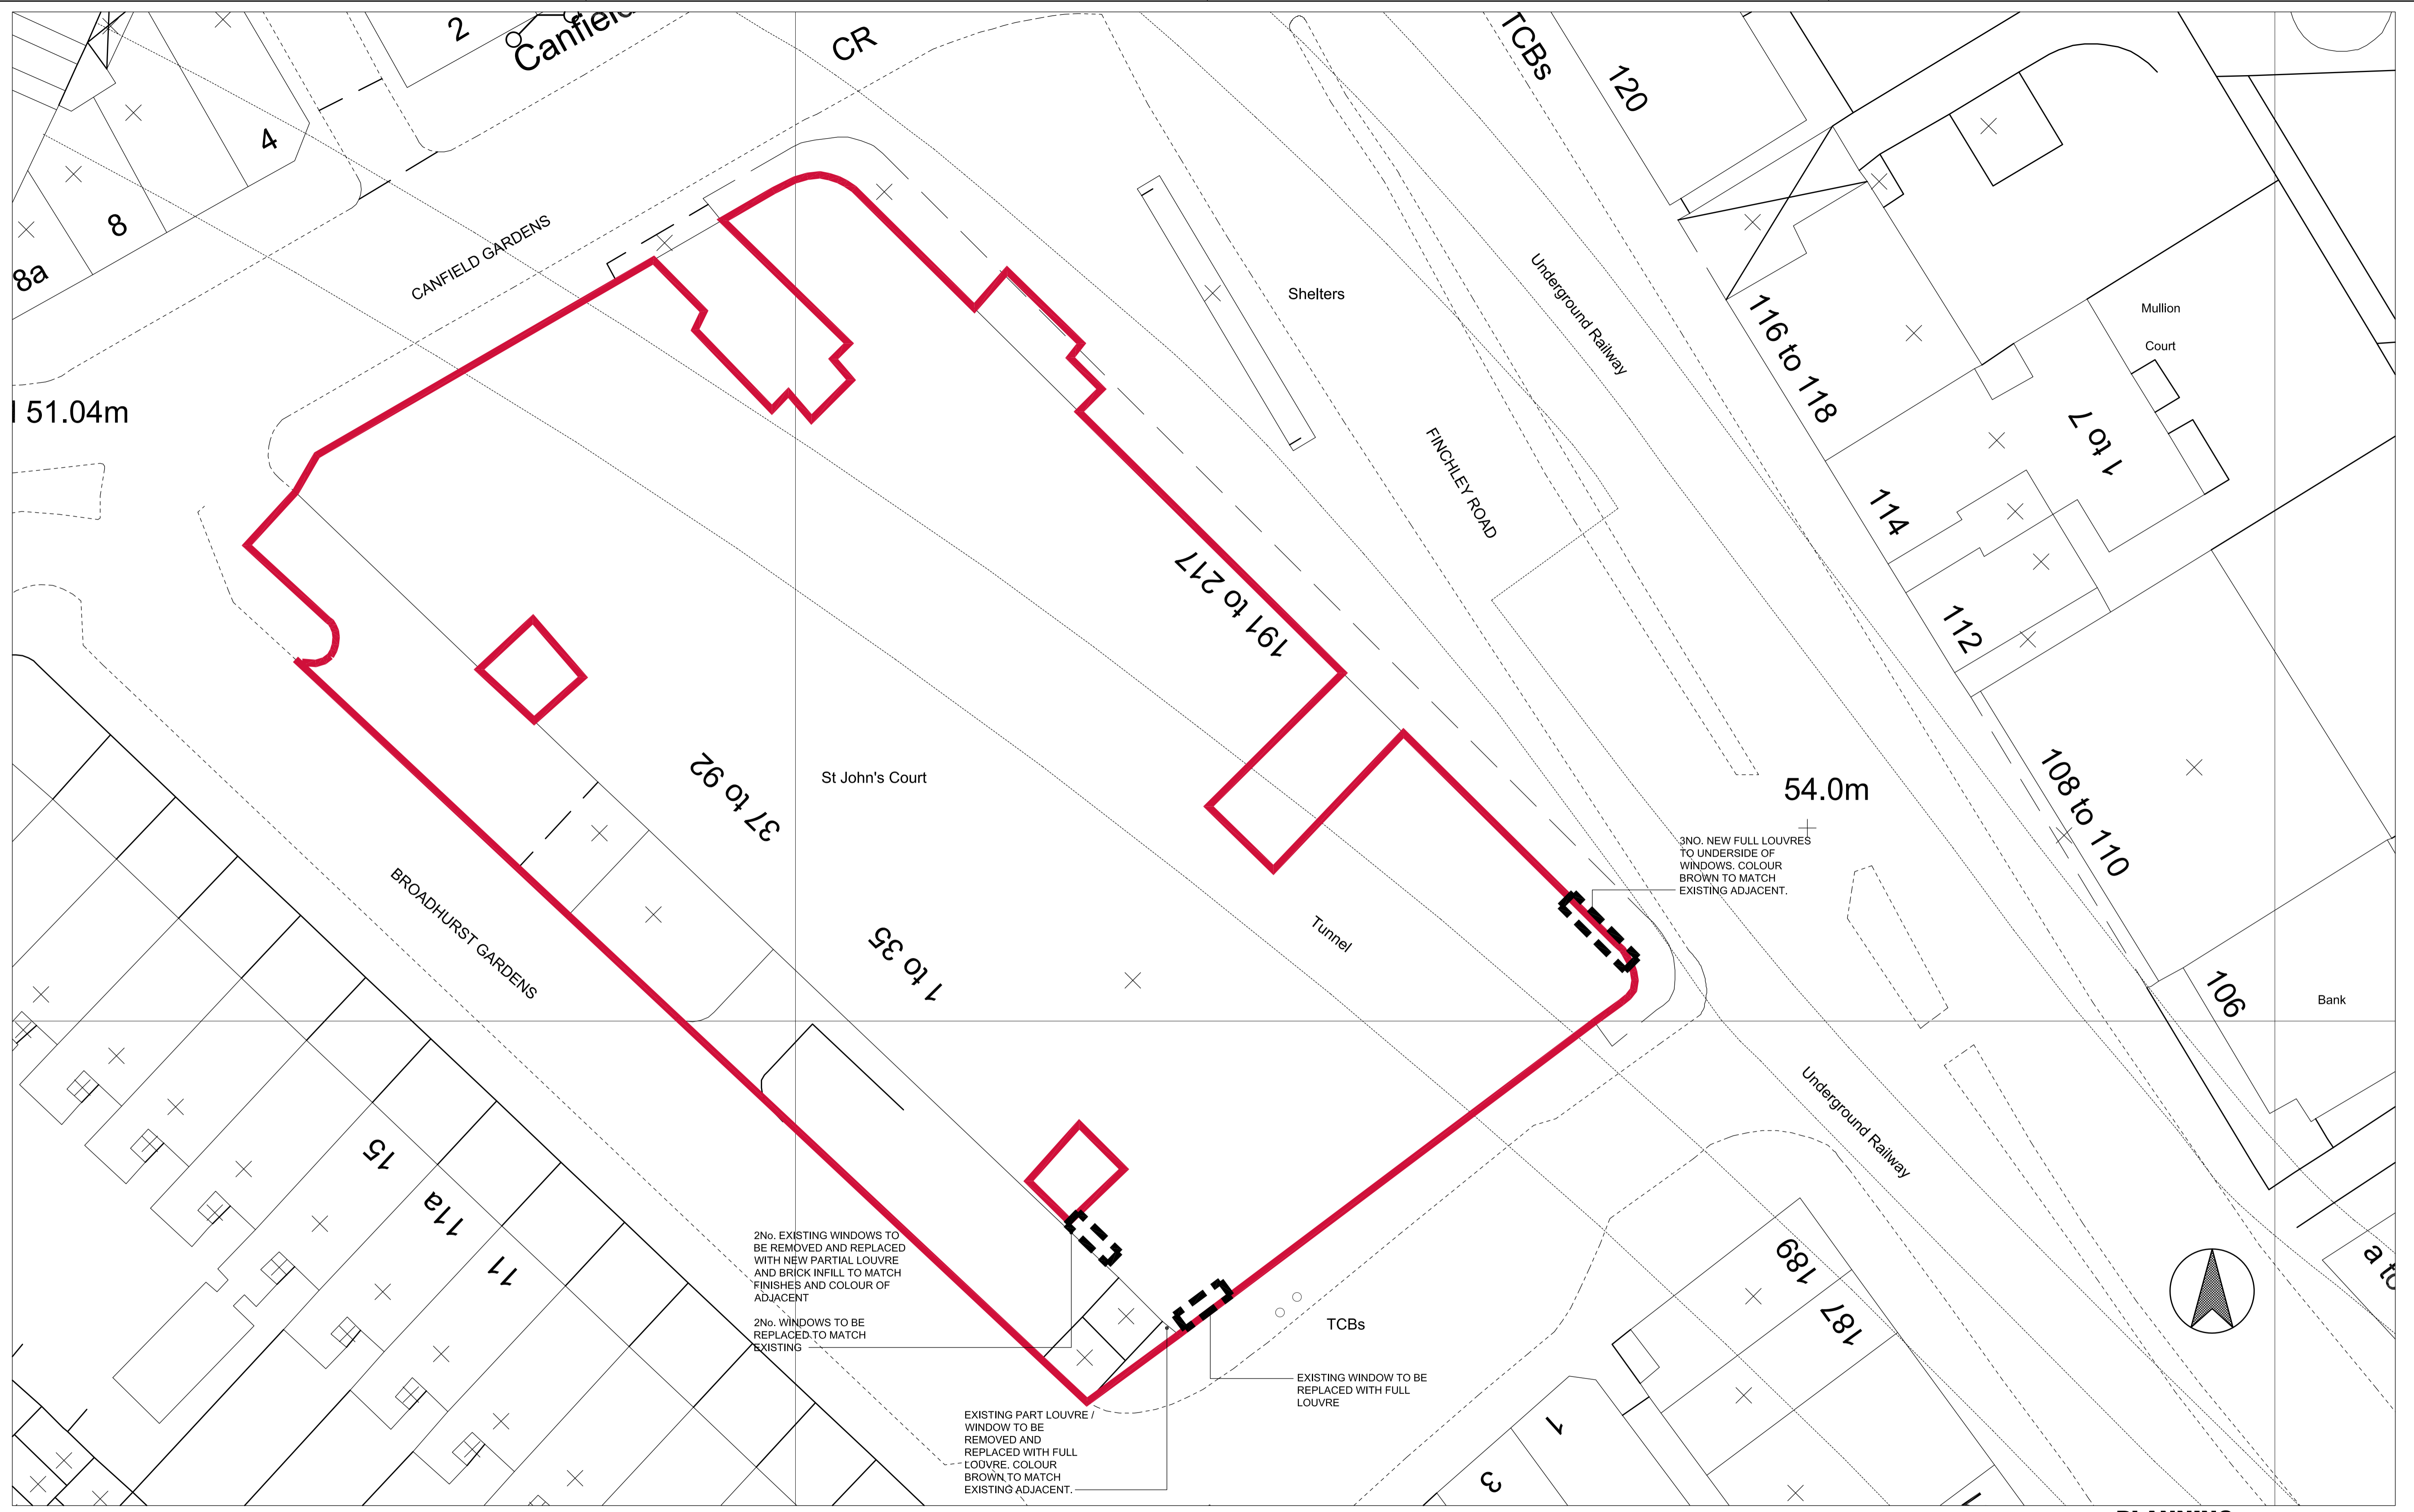 2
Canfield
CR
TCBs
120
4
8
8a
CANFIELD GARDENS
Shelters
Underground Railway
116 to 118
Mullion
Court
1 to 7
51.04m
FINCHLEY ROAD
114
191 to 217
112
37 to 92
St John's Court
54.0m
108 to 110
3NO. NEW FULL LOUVRES
TO UNDERSIDE OF
WINDOWS. COLOUR
BROWN TO MATCH
EXISTING ADJACENT.
BROADHURST GARDENS
1 to 35
Tunnel
106
Bank
Underground Railway
15
11a
11
2No. EXISTING WINDOWS TO
BE REMOVED AND REPLACED
WITH NEW PARTIAL LOUVRE
AND BRICK INFILL TO MATCH
FINISHES AND COLOUR OF
ADJACENT
2No. WINDOWS TO BE
REPLACED TO MATCH
EXISTING
189
187
a to
TCBs
EXISTING WINDOW TO BE
REPLACED WITH FULL
LOUVRE
EXISTING PART LOUVRE /
WINDOW TO BE
REMOVED AND
REPLACED WITH FULL
LOUVRE. COLOUR
BROWN TO MATCH
EXISTING ADJACENT.
1
3